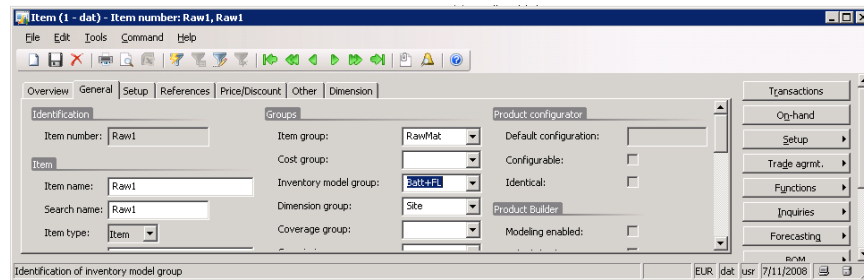 Item (1 - dat) - Item number: Raw1, Raw1
File Edit Tools Command Help
Overview General Setup References Price/Discount Other Dimension
Identification
Item number: Raw1
Item
Item name: Raw1
Search name: Raw1
Item type: Item
Groups
Item group: RawMat
Cost group:
Inventory model group: Batt+FL
Dimension group: Site
Coverage group:
Product configurator
Default configuration:
Configurable:
Identical:
Product Builder
Modeling enabled:
Transactions
On-hand
Setup
Trade agrmt.
Functions
Inquiries
Forecasting
BOM
Identification of inventory model group
EUR dat usr 7/11/2008